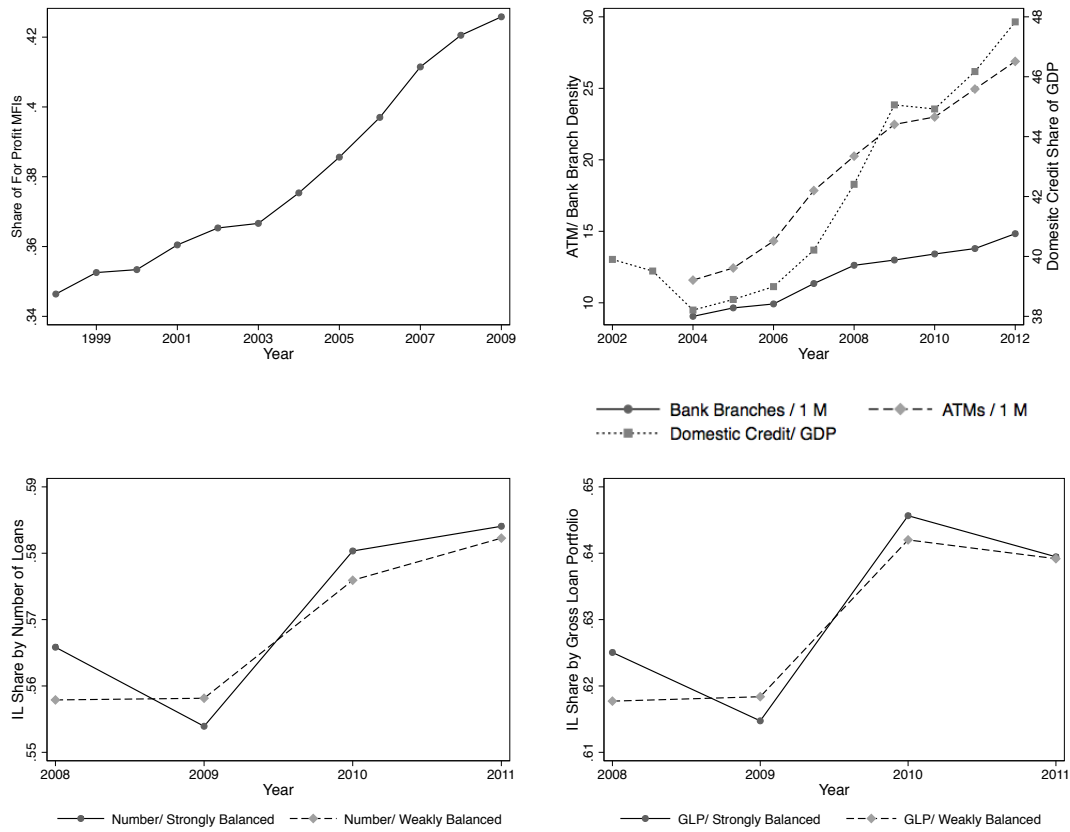 Share of For Profit MFIs
.34 .36 .38 .4 .42
1999 2001 2003 2005 2007 2009
Year
ATM/ Bank Branch Density
10 15 20 25 30
Domesitc Credit Share of GDP
38 40 42 44 46 48
2002 2004 2006 2008 2010 2012
Year
Bank Branches / 1 M
ATMs / 1 M
Domestic Credit/ GDP
IL Share by Number of Loans
.55 .56 .57 .58 .59
2008 2009 2010 2011
Year
Number/ Strongly Balanced
Number/ Weakly Balanced
IL Share by Gross Loan Portfolio
.61 .62 .63 .64 .65
2008 2009 2010 2011
Year
GLP/ Strongly Balanced
GLP/ Weakly Balanced